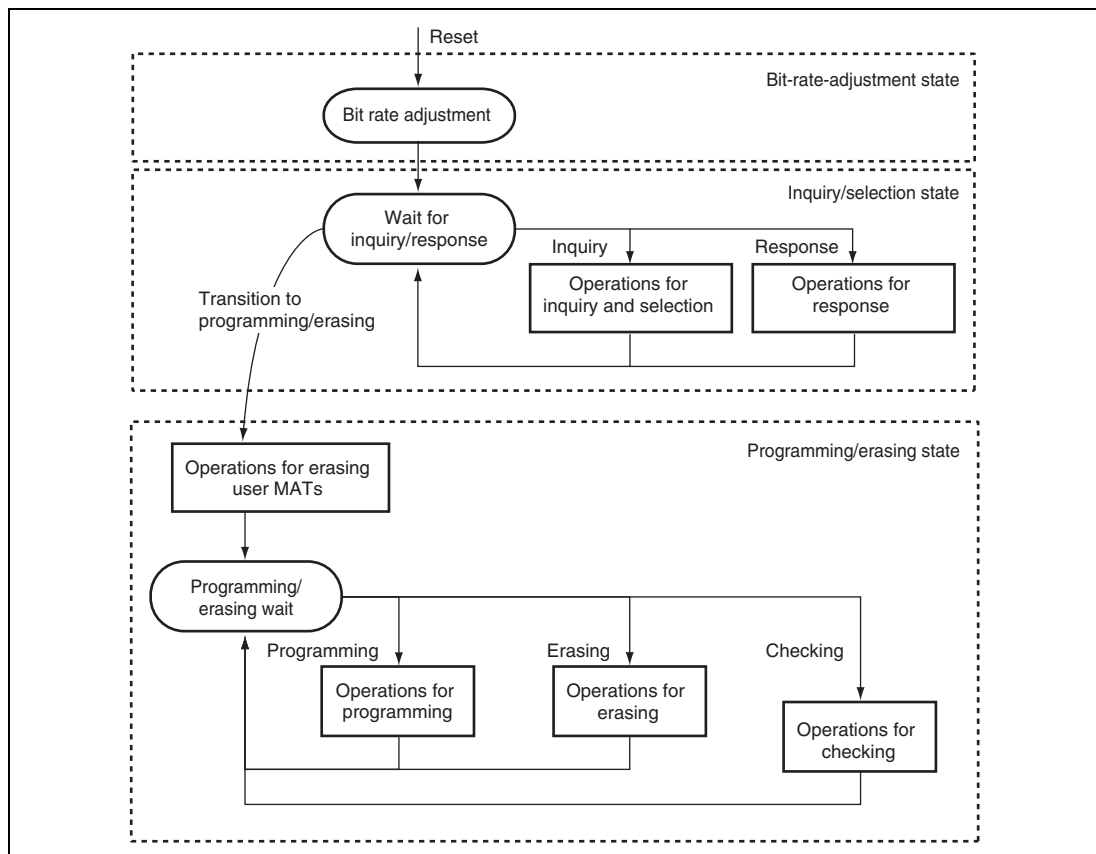 Reset
Bit-rate-adjustment state
Bit rate adjustment
Inquiry/selection state
Wait for
inquiry/response
Inquiry
Response
Operations for
inquiry and selection
Operations for
response
Transition to
programming/erasing
Programming/erasing state
Operations for erasing
user MATs
Programming/
erasing wait
Programming
Erasing
Checking
Operations for
programming
Operations for
erasing
Operations for
checking